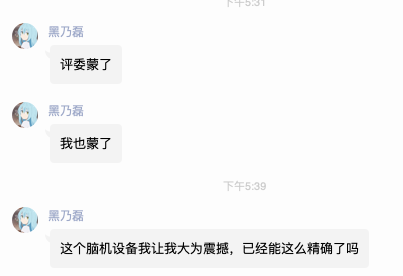 下午5:31
黑乃磊
评委蒙了
黑乃磊
我也蒙了
下午5:39
黑乃磊
这个脑机设备我让我大为震撼，已经能这么精确了吗